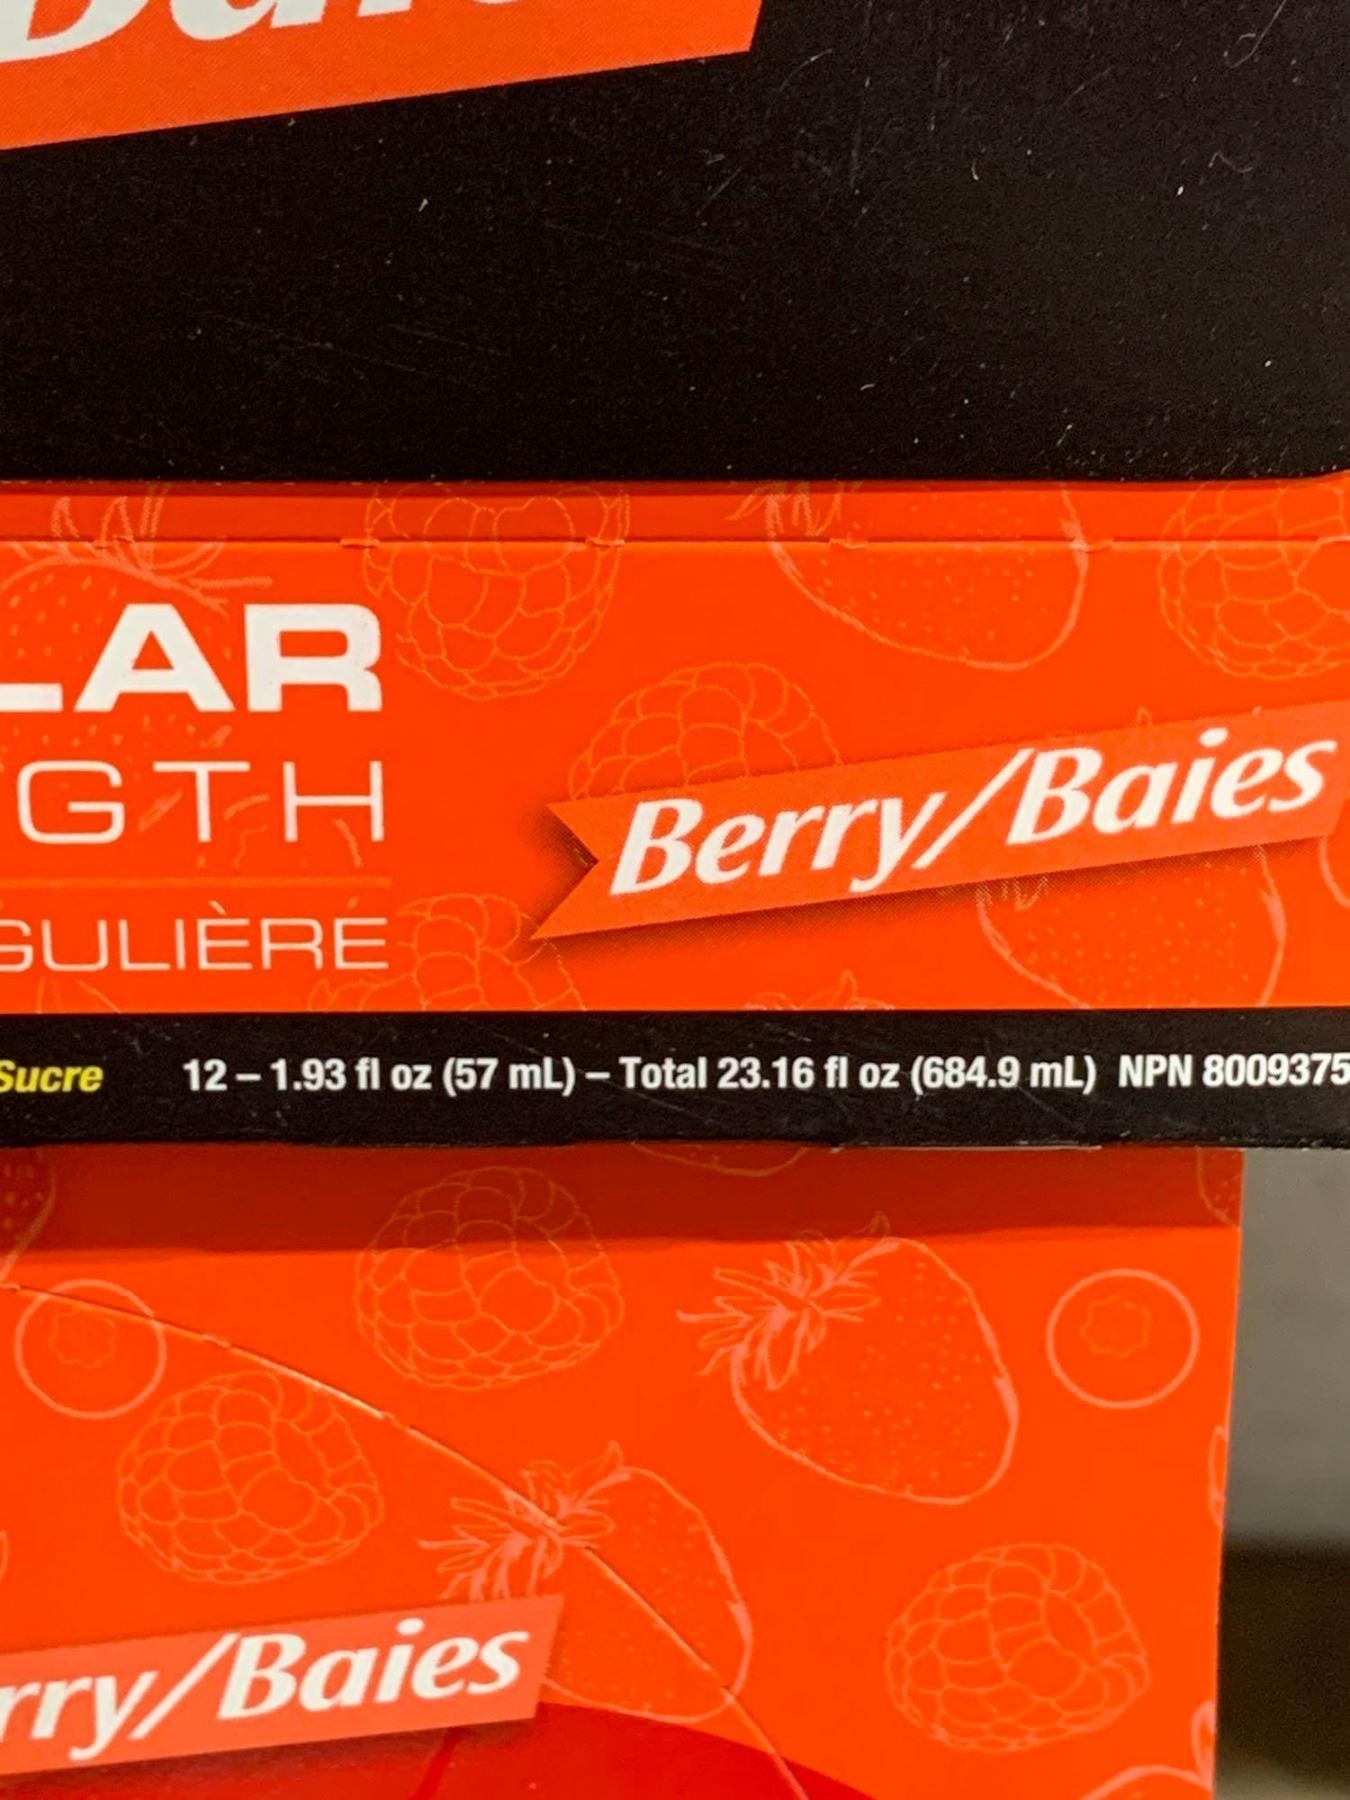 LAR
GTH
GULIÈRE
Berry/Baies
Sucre 12 – 1.93 fl oz (57 mL) – Total 23.16 fl oz (684.9 mL) NPN 8009375
rry/Baies